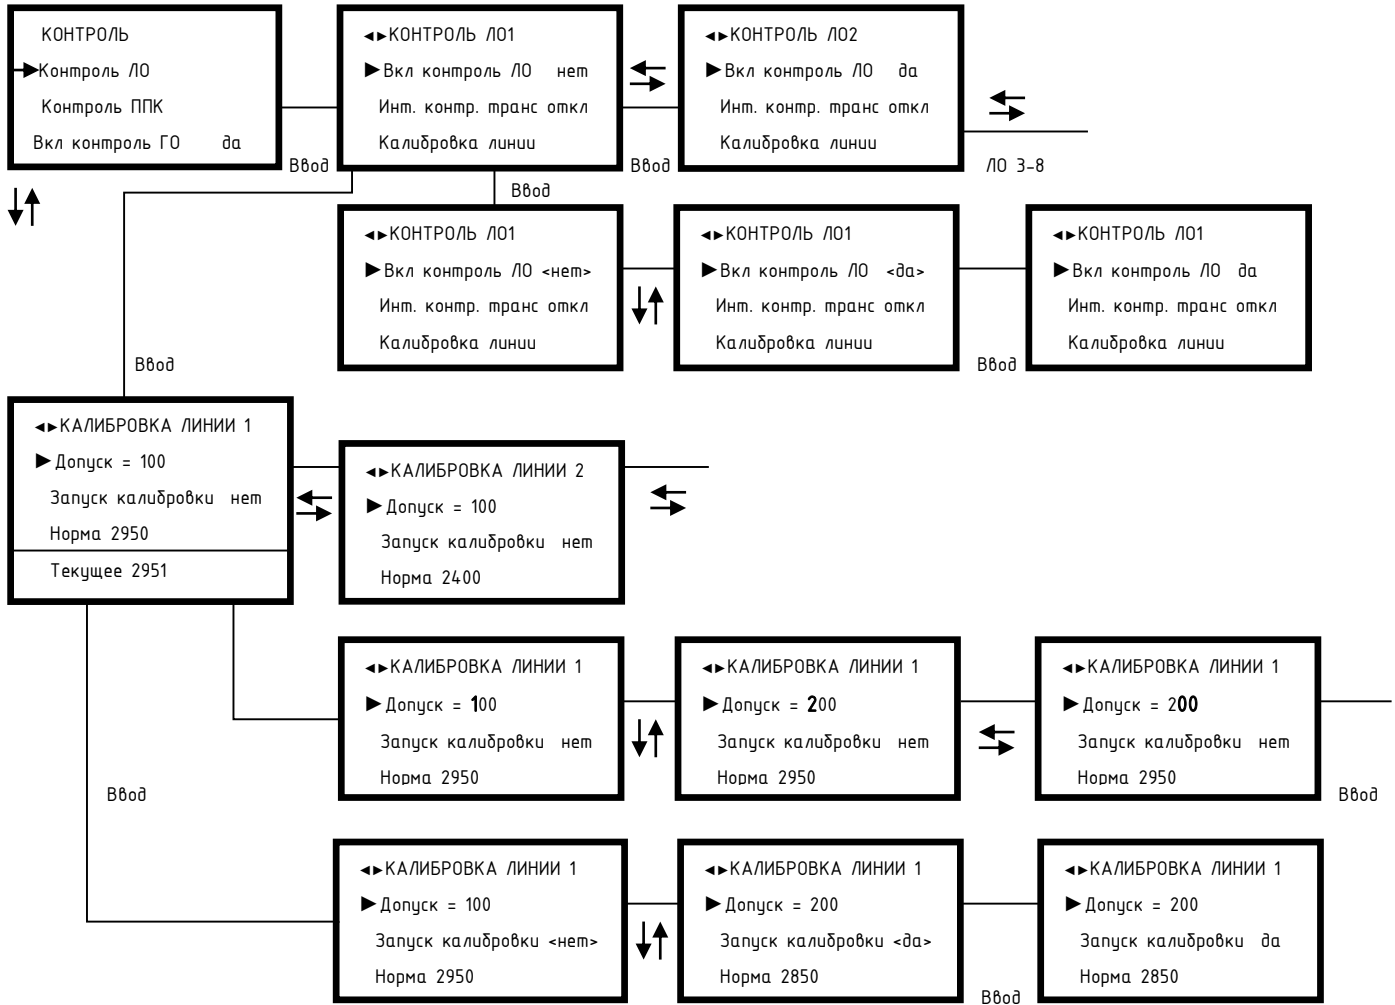 КОНТРОЛЬ
Контроль ЛО
Контроль ППК
Вкл контроль ГО да
Ввод
◄►КОНТРОЛЬ ЛО1
Вкл контроль ЛО нет
Инт. контр. транс откл
Калибровка линии
Ввод
◄►КОНТРОЛЬ ЛО2
Вкл контроль ЛО да
Инт. контр. транс откл
Калибровка линии
ЛО 3-8
Ввод
◄►КОНТРОЛЬ ЛО1
Вкл контроль ЛО <нет>
Инт. контр. транс откл
Калибровка линии
◄►КОНТРОЛЬ ЛО1
Вкл контроль ЛО <да>
Инт. контр. транс откл
Калибровка линии
Ввод
◄►КОНТРОЛЬ ЛО1
Вкл контроль ЛО да
Инт. контр. транс откл
Калибровка линии
Ввод
◄►КАЛИБРОВКА ЛИНИИ 1
Допуск = 100
Запуск калибровки нет
Норма 2950
Текущее 2951
◄►КАЛИБРОВКА ЛИНИИ 2
Допуск = 100
Запуск калибровки нет
Норма 2400
◄►КАЛИБРОВКА ЛИНИИ 1
Допуск = 100
Запуск калибровки нет
Норма 2950
◄►КАЛИБРОВКА ЛИНИИ 1
Допуск = 200
Запуск калибровки нет
Норма 2950
◄►КАЛИБРОВКА ЛИНИИ 1
Допуск = 200
Запуск калибровки нет
Норма 2950
Ввод
Ввод
◄►КАЛИБРОВКА ЛИНИИ 1
Допуск = 100
Запуск калибровки <нет>
Норма 2950
◄►КАЛИБРОВКА ЛИНИИ 1
Допуск = 200
Запуск калибровки <да>
Норма 2850
Ввод
◄►КАЛИБРОВКА ЛИНИИ 1
Допуск = 200
Запуск калибровки да
Норма 2850